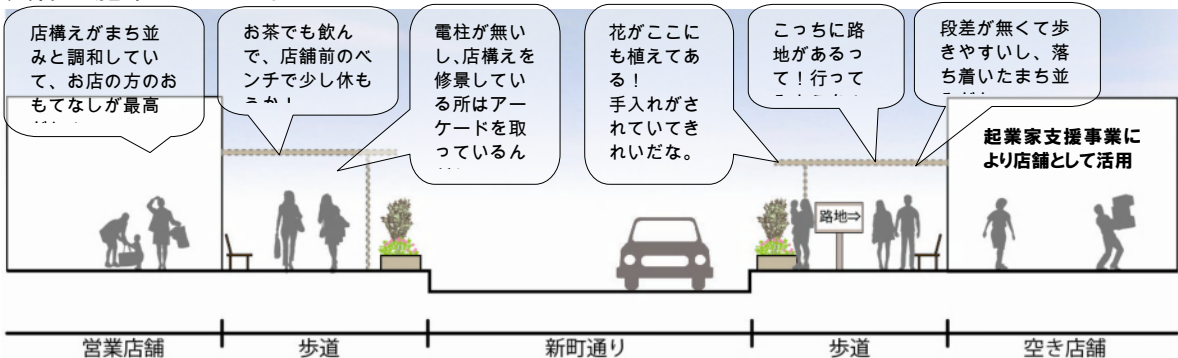 店構えがまち並
みと調和してい
て、お店の方のお
もてなしが最高
お茶でも飲ん
で、店舗前のベ
ンチで少し休も
電柱が無い
し、店構えを
修景してい
る所はアー
ケードを取
っているん
花がここに
も植えてあ
る！
手入れがさ
れていてき
れいだな。
こっちに路
地があるっ
て！行って
段差が無くて歩
きやすいし、落
ち着いたまち並
起業家支援事業に
より店舗として活用
路地⇒
営業店舗
歩道
新町通り
歩道
空き店舗